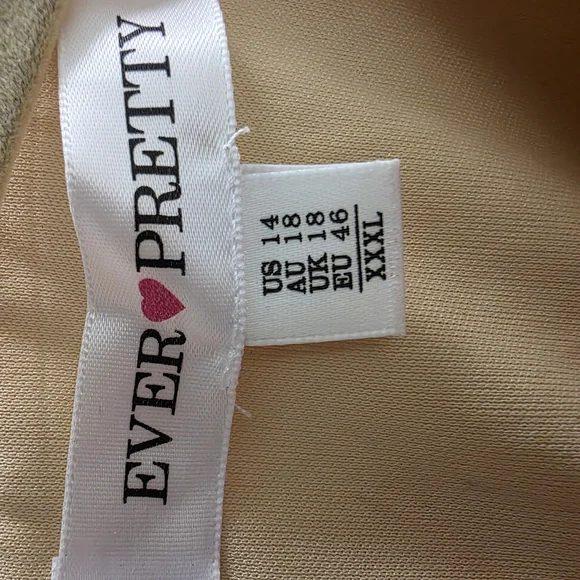 EVER PRETTY
US 14
AU 18
UK 18
EU 46
XXXL